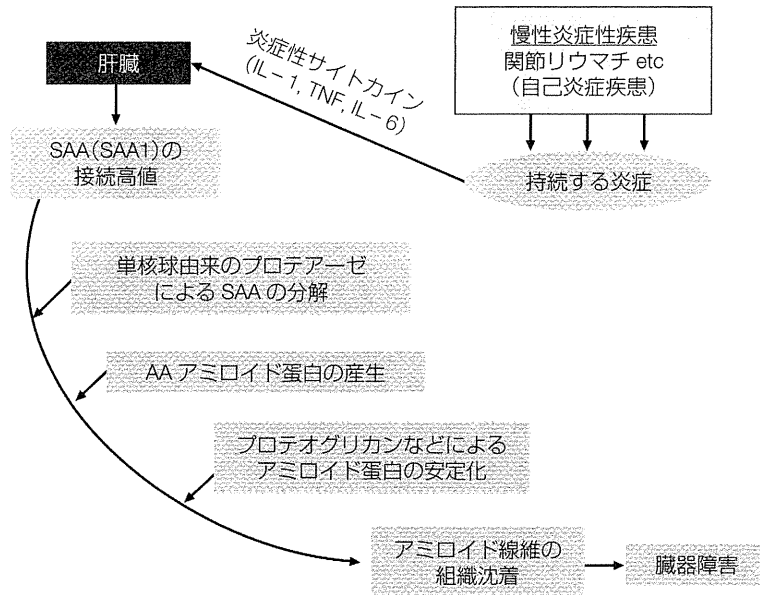 慢性炎症性疾患
関節リウマチ etc
（自己炎症疾患）
持続する炎症
炎症性サイトカイン
（IL－1, TNF, IL－6）
肝臓
SAA（SAA1）の
接続高値
単核球由来のプロテアーゼ
による SAA の分解
AA アミロイド蛋白の産生
プロテオグリカンなどによる
アミロイド蛋白の安定化
アミロイド線維の
組織沈着
臓器障害